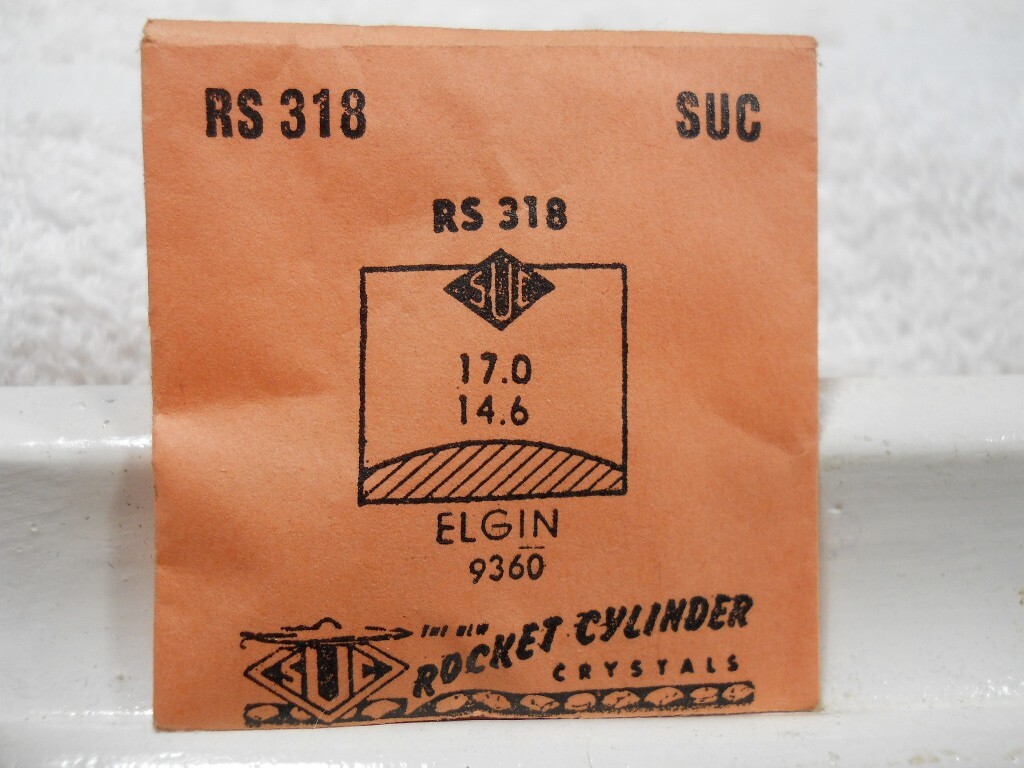 RS 318 SUC
RS 318
SUC
17.0
14.6
ELGIN
9360
SUC
THE NEW
ROCKET CYLINDER
CRYSTALS